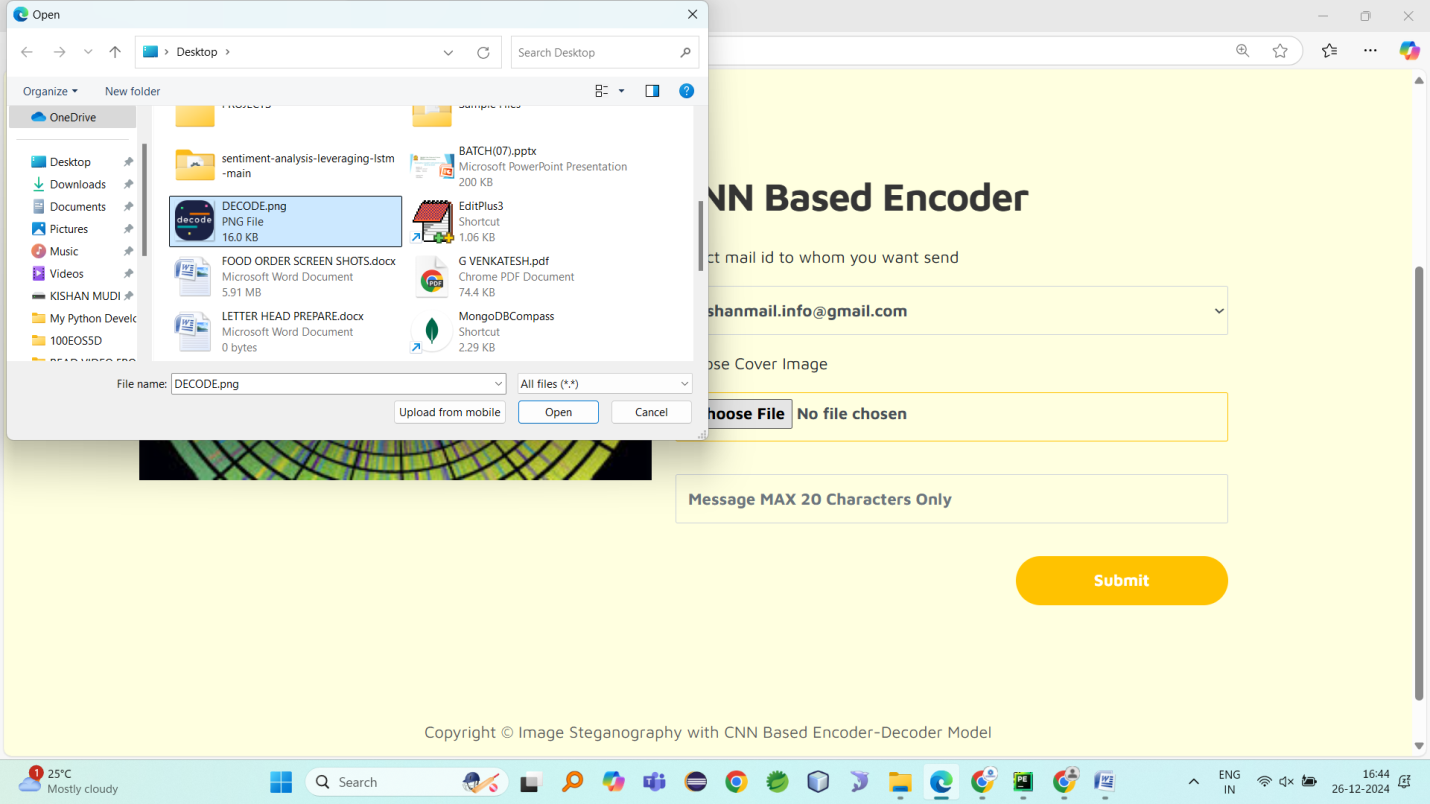 Open
Desktop
Search Desktop
Organize
New folder
OneDrive
Desktop
Downloads
Documents
Pictures
Music
Videos
KISHAN MUDI
My Python Develo
100EOS5D
PROJECTS
Sample Files
sentiment-analysis-leveraging-lstm
-main
BATCH(07).pptx
Microsoft PowerPoint Presentation
200 KB
decode
DECODE.png
PNG File
16.0 KB
EditPlus3
Shortcut
1.06 KB
FOOD ORDER SCREEN SHOTS.docx
Microsoft Word Document
5.91 MB
G VENKATESH.pdf
Chrome PDF Document
74.4 KB
LETTER HEAD PREPARE.docx
Microsoft Word Document
0 bytes
MongoDBCompass
Shortcut
2.29 KB
File name:
DECODE.png
All files (*.*)
Upload from mobile
Open
Cancel
NN Based Encoder
ct mail id to whom you want send
shanmail.info@gmail.com
ose Cover Image
hoose File No file chosen
Message MAX 20 Characters Only
Submit
Copyright © Image Steganography with CNN Based Encoder-Decoder Model
1
25°C
Mostly cloudy
Search
ENG
IN
16:44
26-12-2024